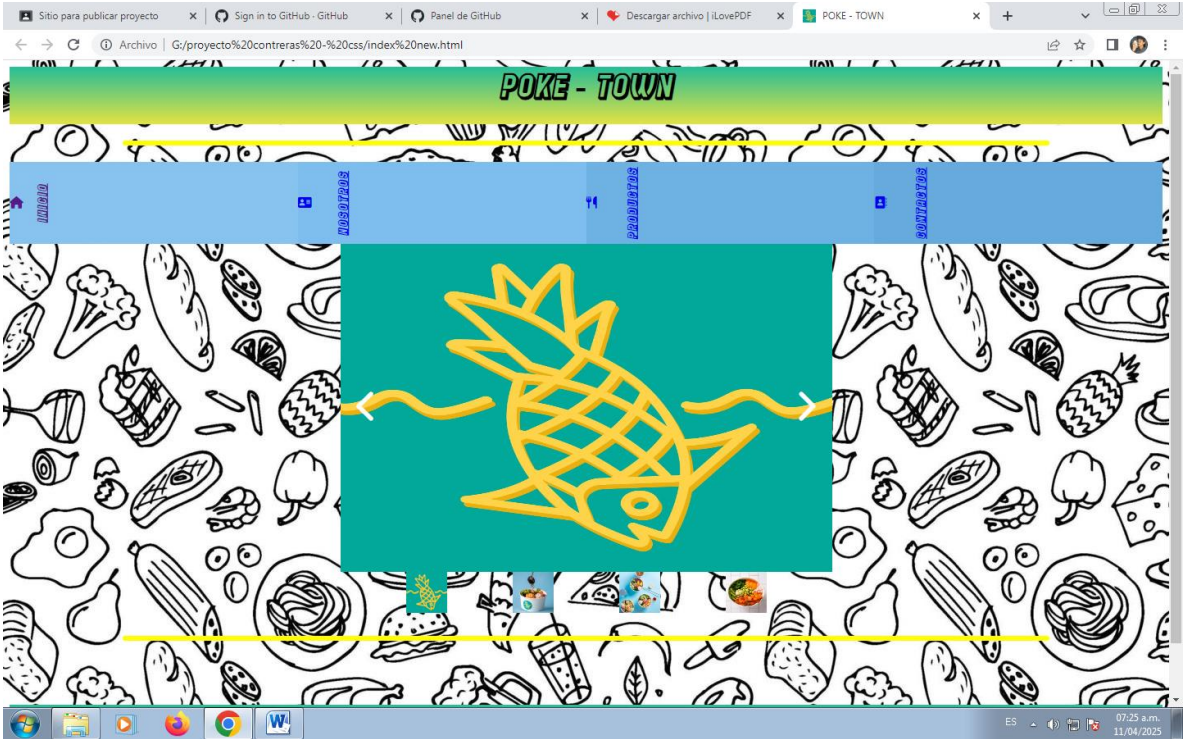 Sitio para publicar proyecto
Sign in to GitHub · GitHub
Panel de GitHub
Descargar archivo | iLovePDF
POKE - TOWN
Archivo | G:/proyecto%20contreras%20-%20css/index%20new.html
POKE - TOWN
INICIO
NOSOTROS
PRODUCTOS
CONTACTOS
ES
07:25 a.m.
11/04/2025